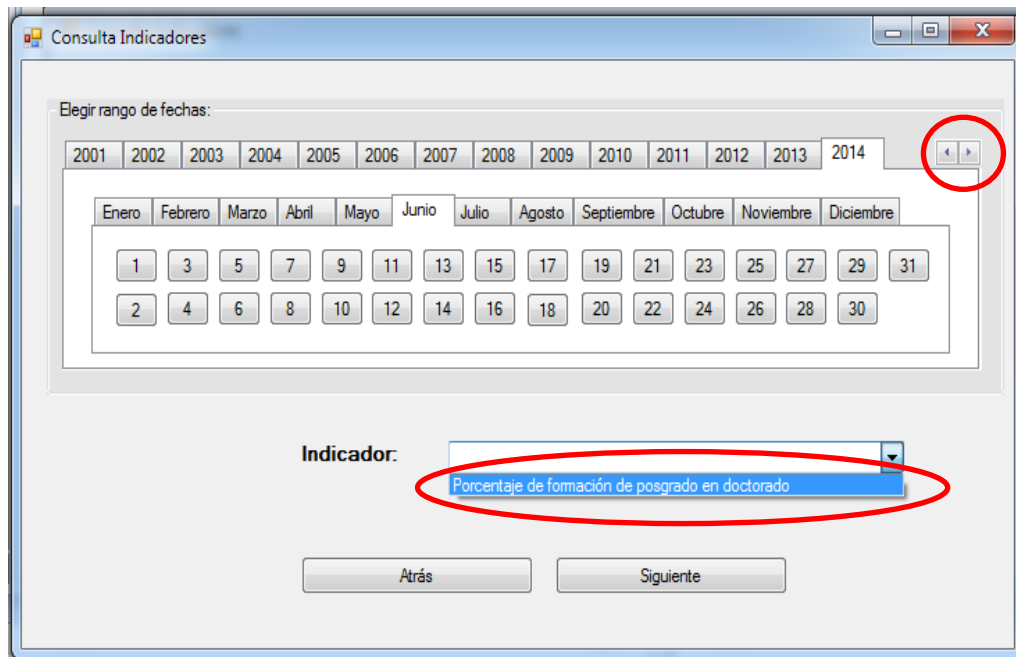 Consulta Indicadores
Elegir rango de fechas:
2001 2002 2003 2004 2005 2006 2007 2008 2009 2010 2011 2012 2013 2014
Enero Febrero Marzo Abril Mayo Junio Julio Agosto Septiembre Octubre Noviembre Diciembre
1 3 5 7 9 11 13 15 17 19 21 23 25 27 29 31
2 4 6 8 10 12 14 16 18 20 22 24 26 28 30
Indicador:
Porcentaje de formación de posgrado en doctorado
Atrás Siguiente